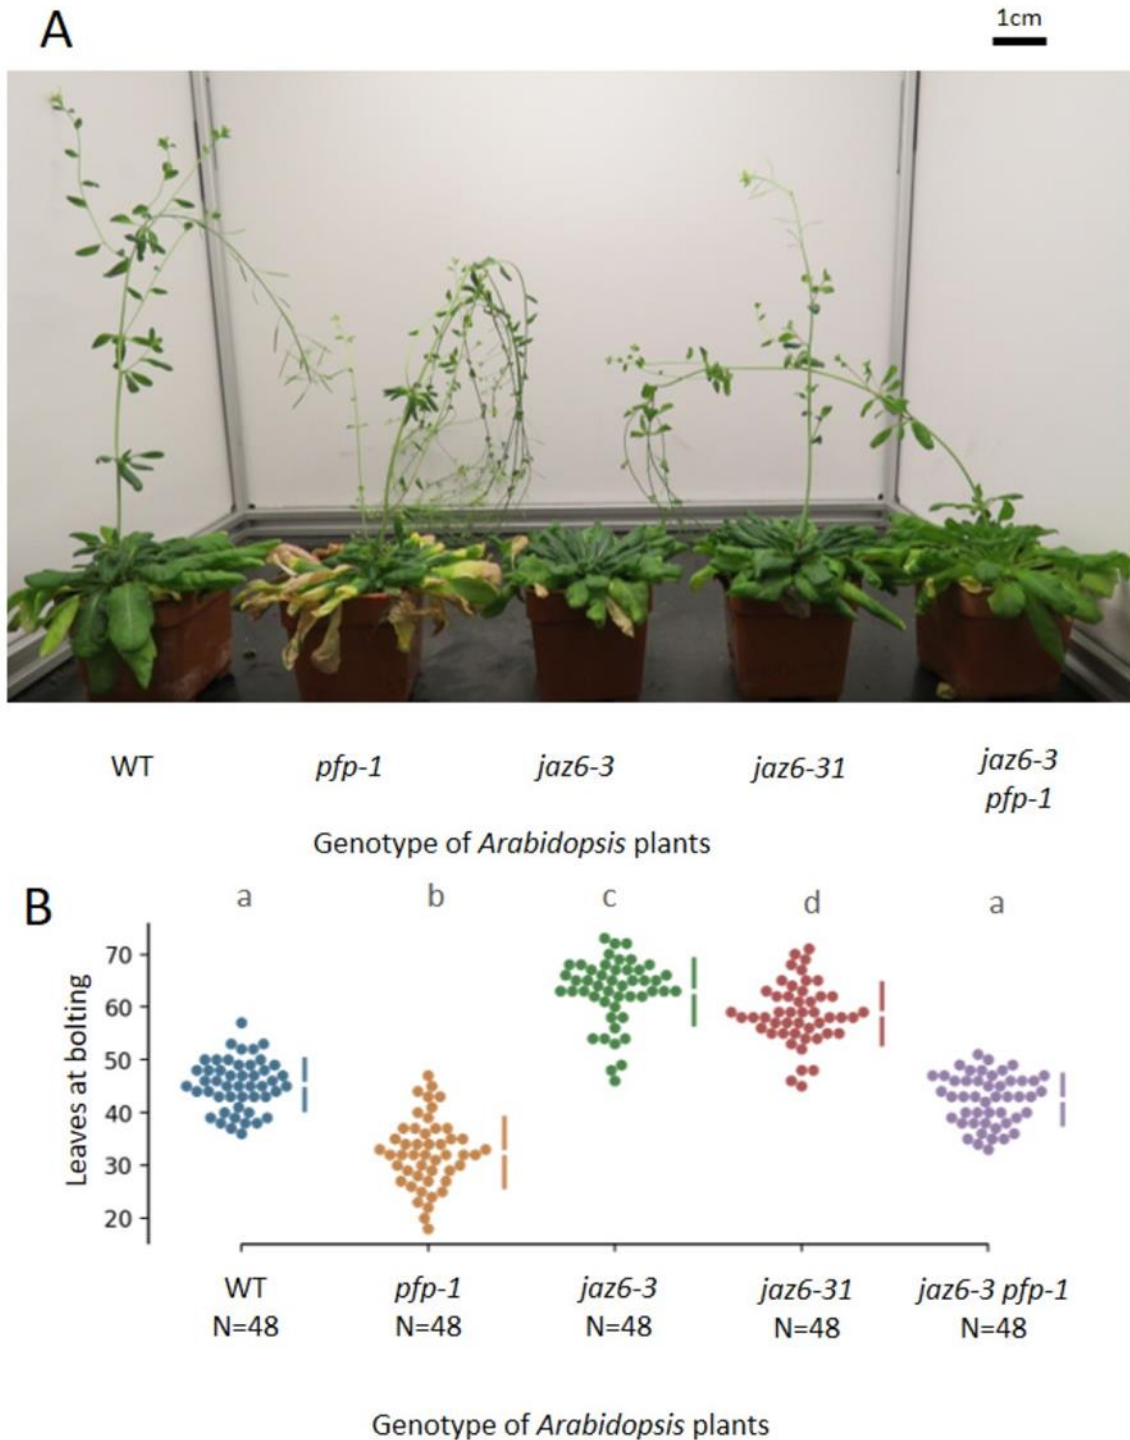 A
1cm
WT
pfp-1
jaz6-3
jaz6-31
jaz6-3
pfp-1
Genotype of Arabidopsis plants
B
a
b
c
d
a
Leaves at bolting
70
60
50
40
30
20
WT
N=48
pfp-1
N=48
jaz6-3
N=48
jaz6-31
N=48
jaz6-3 pfp-1
N=48
Genotype of Arabidopsis plants